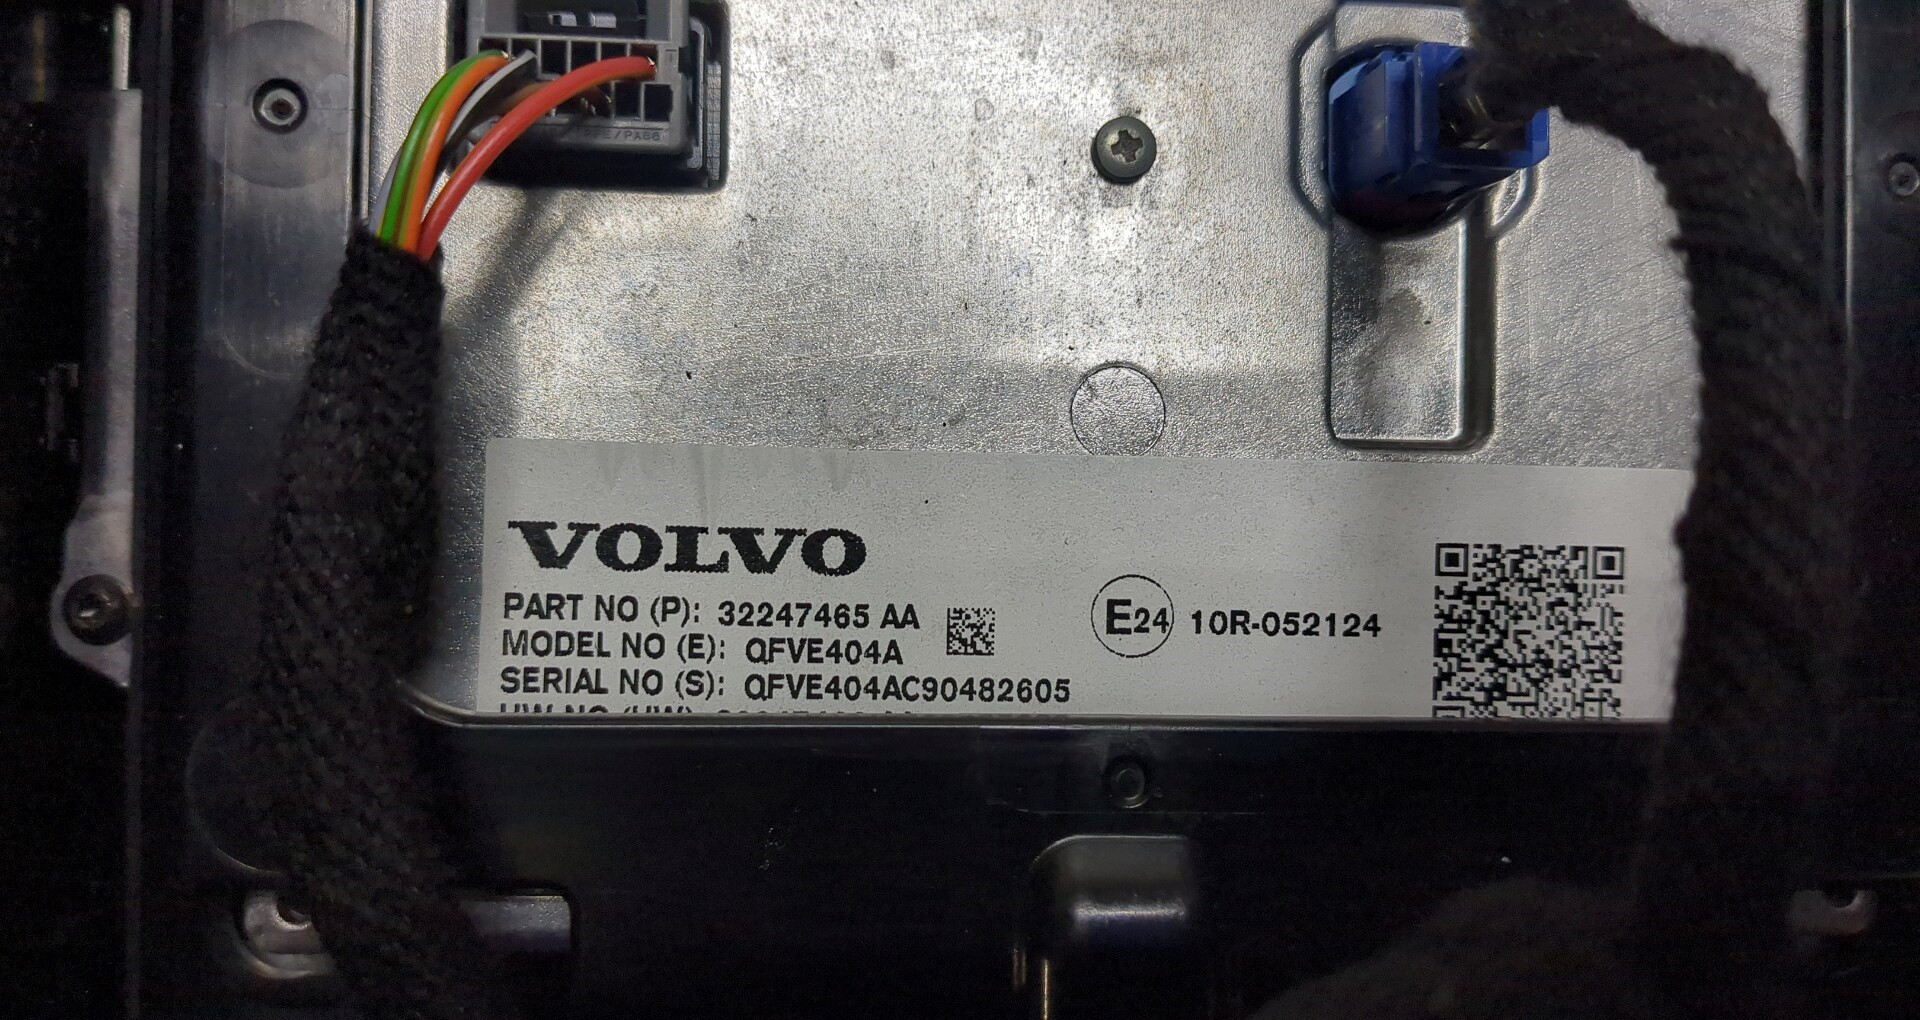 VOLVO
PART NO (P): 32247465 AA
MODEL NO (E): QFVE404A
SERIAL NO (S): QFVE404AC90482605
E24 10R-052124